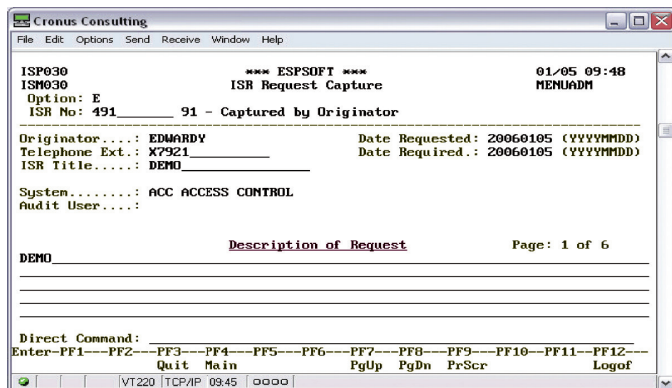 Cronus Consulting
File Edit Options Send Receive Window Help
ISP030 *** ESPSOFT *** 01/05 09:48
ISM030 ISR Request Capture MENUADM
Option: E
ISR No: 491_______ 91 - Captured by Originator
Originator....: EDWARDY Date Requested: 20060105 (YYYYMMDD)
Telephone Ext.: X7921__________ Date Required.: 20060105 (YYYYMMDD)
ISR Title.....: DEMO________________
System........: ACC ACCESS CONTROL
Audit User....:
Description of Request Page: 1 of 6
DEMO
Direct Command:
Enter-PF1---PF2---PF3---PF4---PF5---PF6---PF7---PF8---PF9---PF10--PF11--PF12---
Quit Main PgUp PgDn PrScr Logof
VT220 TCP/IP 09:45